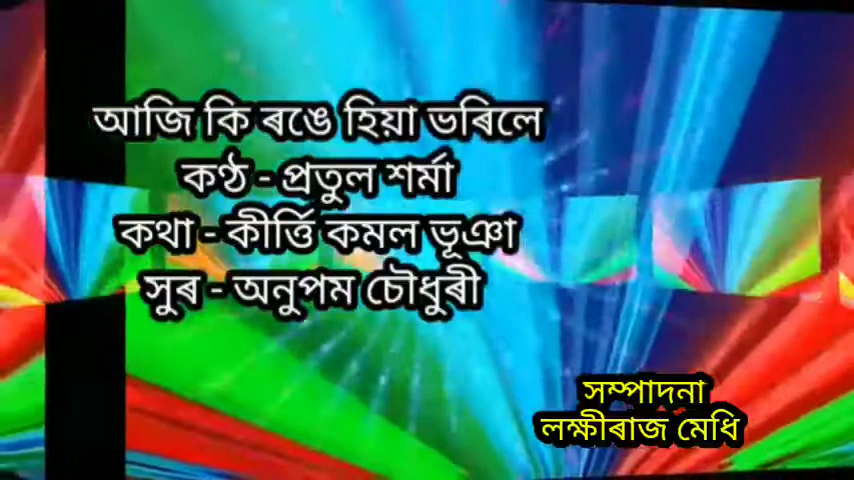 আজি কি ৰঙে হিয়া ভৰিলে
কণ্ঠ - প্ৰতুল শৰ্মা
কথা - কীৰ্ত্তি কমল ভূঞা
সুৰ - অনুপম চৌধুৰী
সম্পাদনা
লক্ষীৰাজ মেধি